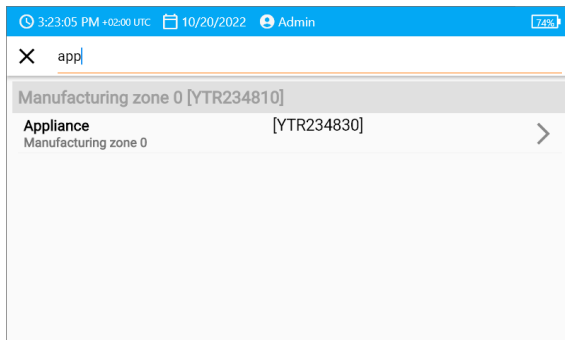 3:23:05 PM +02:00 UTC 10/20/2022 Admin 74%
app
Manufacturing zone 0 [YTR234810]
Appliance [YTR234830]
Manufacturing zone 0